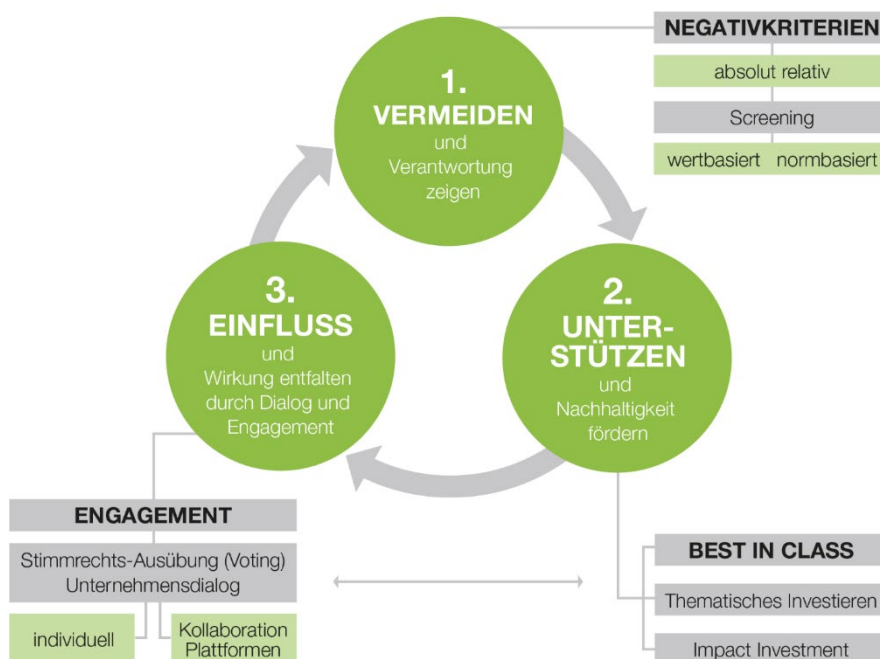 1.
VERMEIDEN
und
Verantwortung
zeigen
NEGATIVKRITERIEN
absolut relativ
Screening
wertbasiert normbasiert
2.
UNTER-
STÜTZEN
und
Nachhaltigkeit
fördern
BEST IN CLASS
Thematisches Investieren
Impact Investment
3.
EINFLUSS
und
Wirkung entfalten
durch Dialog und
Engagement
ENGAGEMENT
Stimmrechts-Ausübung (Voting)
Unternehmensdialog
individuell
Kollaboration
Plattformen